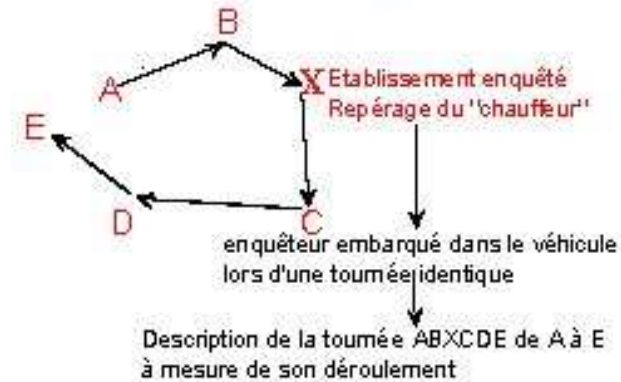 B
X Etablissement enquêté
A
Repérage du "chauffeur"
E
D
C
enquêteur embarqué dans le véhicule
lors d'une tournée identique
Description de la tournée ABXCDE de A à E
à mesure de son déroulement